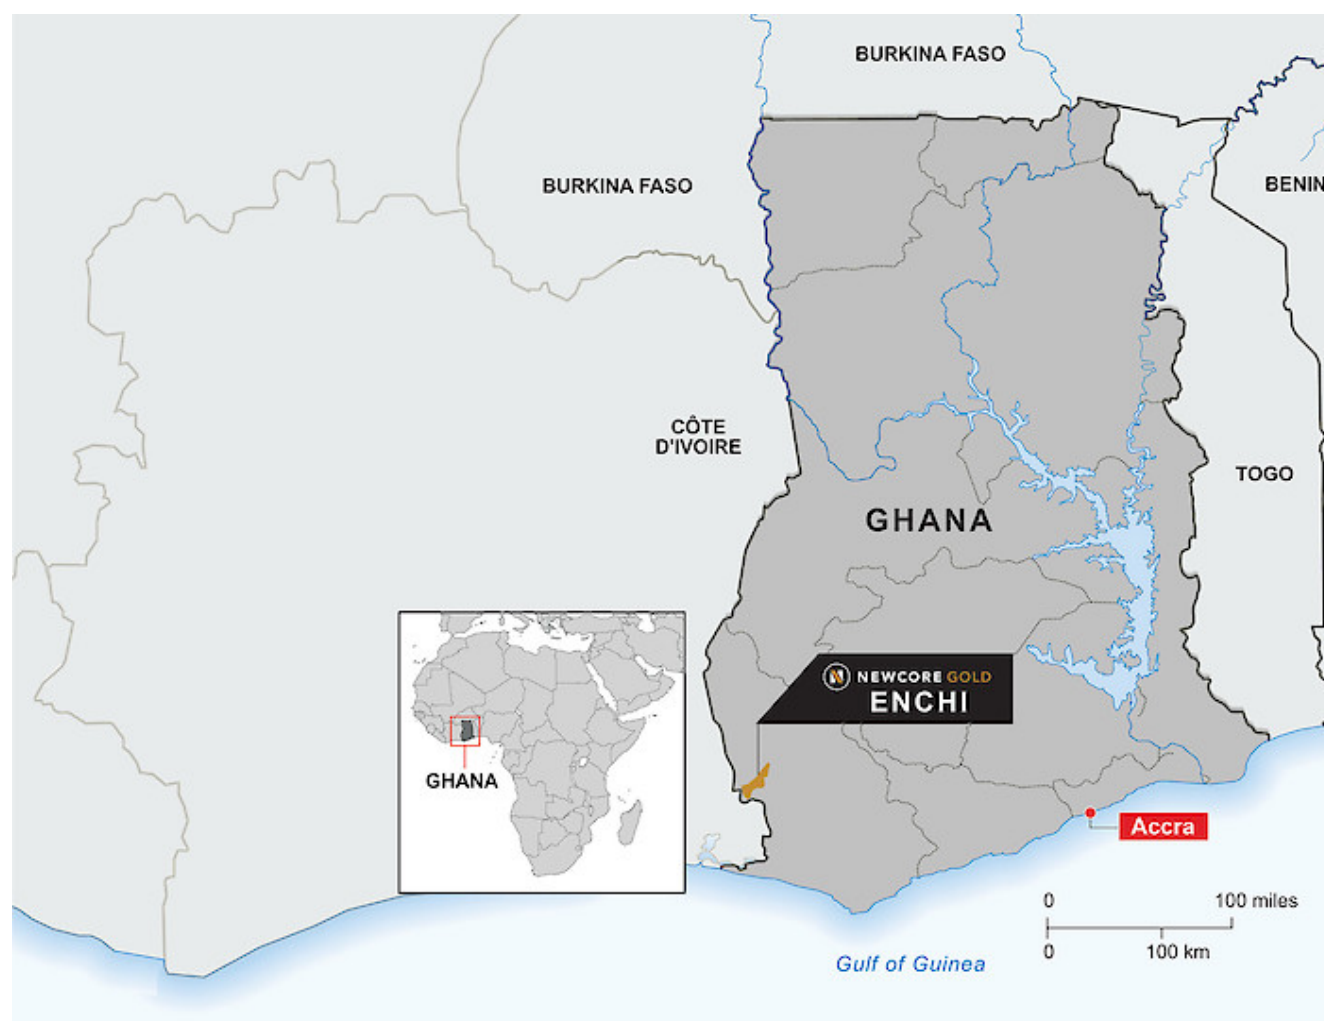 BURKINA FASO
BURKINA FASO
BENIN
CÔTE
D'IVOIRE
TOGO
GHANA
NEWCORE GOLD
ENCHI
GHANA
Accra
0 100 miles
0 100 km
Gulf of Guinea